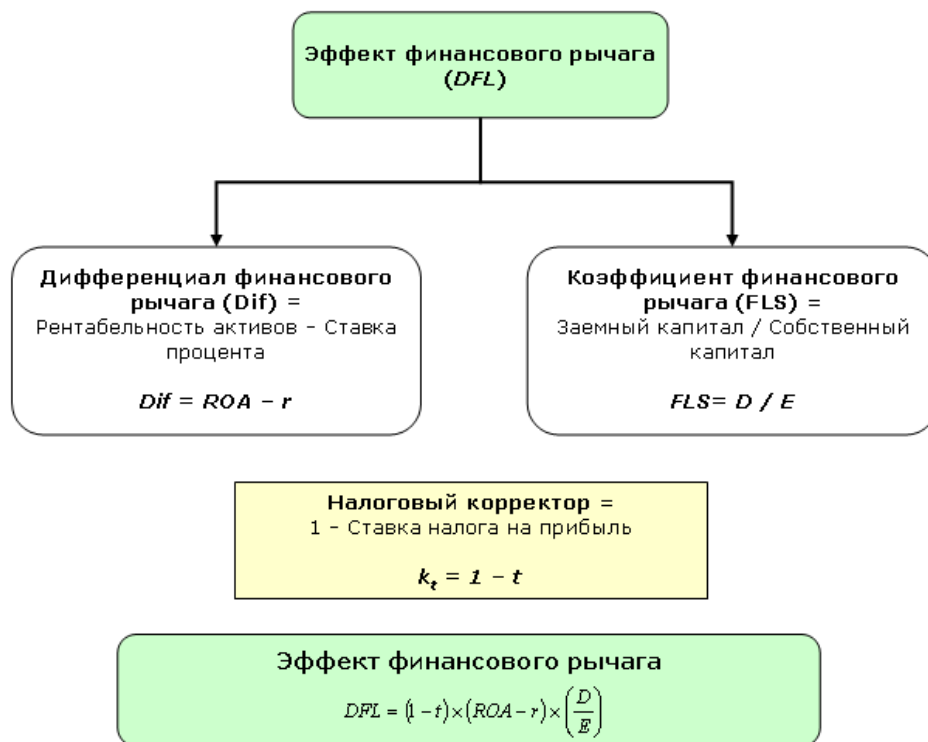 Эффект финансового рычага
(DFL)
Дифференциал финансового
рычага (Dif) =
Рентабельность активов – Ставка
процента
Dif = ROA – r
Коэффициент финансового
рычага (FLS) =
Заемный капитал / Собственный
капитал
FLS= D / E
Налоговый корректор =
1 – Ставка налога на прибыль
kₜ = 1 – t
Эффект финансового рычага
DFL = (1-t)×(ROA-r)×(D/E)